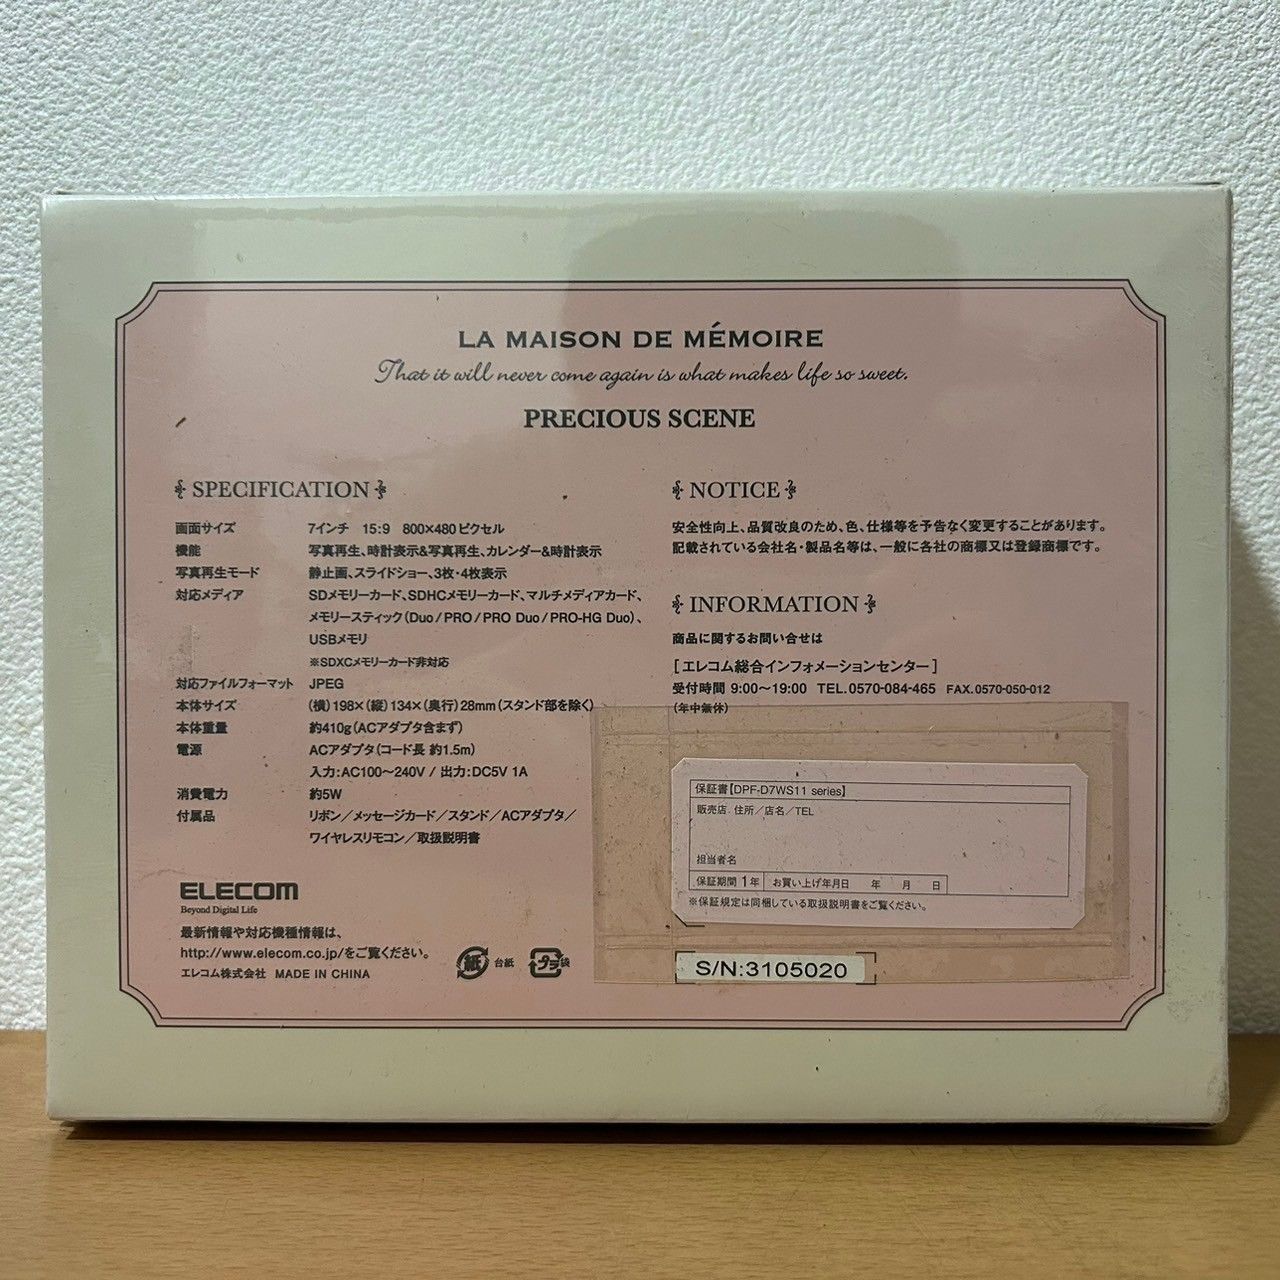 LA MAISON DE MÉMOIRE
That it will never come again is what makes life so sweet.
PRECIOUS SCENE
SPECIFICATION
画面サイズ 7インチ 15:9 800×480ピクセル
機能 写真再生、時計表示&写真再生、カレンダー&時計表示
写真再生モード 静止画、スライドショー、3枚・4枚表示
対応メディア SDメモリーカード、SDHCメモリーカード、マルチメディアカード、
メモリースティック(Duo/PRO/PRO Duo/PRO-HG Duo)、
USBメモリ
※SDXCメモリーカード非対応
対応ファイルフォーマット JPEG
本体サイズ (横)198×(縦)134×(奥行)28mm(スタンド部を除く)
本体重量 約410g(ACアダプタ含まず)
電源 ACアダプタ(コード長 約1.5m)
入力:AC100～240V / 出力:DC5V 1A
消費電力 約5W
付属品 リボン/メッセージカード/スタンド/ACアダプタ/
ワイヤレスリモコン/取扱説明書
ELECOM
Beyond Digital Life
最新情報や対応機種情報は、
http://www.elecom.co.jp/をご覧ください。
エレコム株式会社 MADE IN CHINA
紙 台紙
プラ 袋
NOTICE
安全性向上、品質改良のため、色、仕様等を予告なく変更することがあります。
記載されている会社名・製品名等は、一般に各社の商標又は登録商標です。
INFORMATION
商品に関するお問い合せは
[エレコム総合インフォメーションセンター]
受付時間 9:00～19:00 TEL.0570-084-465 FAX.0570-050-012
(年中無休)
保証書【DPF-D7WS11 series】
販売店 住所/店名/TEL
担当者名
保証期間 1年 お買い上げ年月日 年 月 日
※保証規定は同梱している取扱説明書をご覧ください。
S/N:3105020